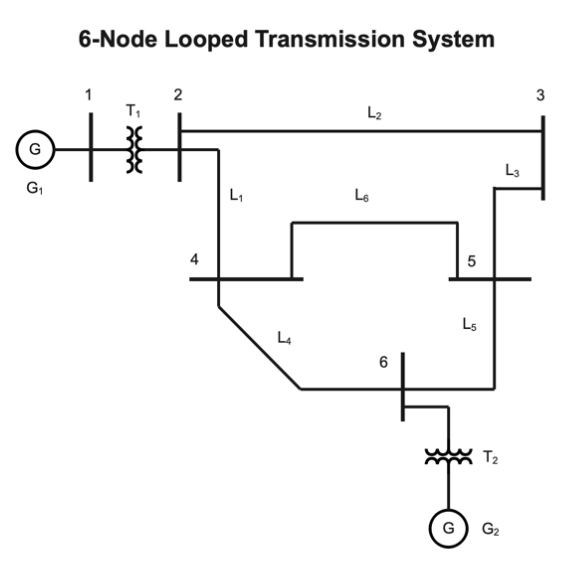 6-Node Looped Transmission System
1
T₁
2
L₂
3
G
G₁
L₁
L₆
L₃
4
5
L₄
L₅
6
T₂
G
G₂